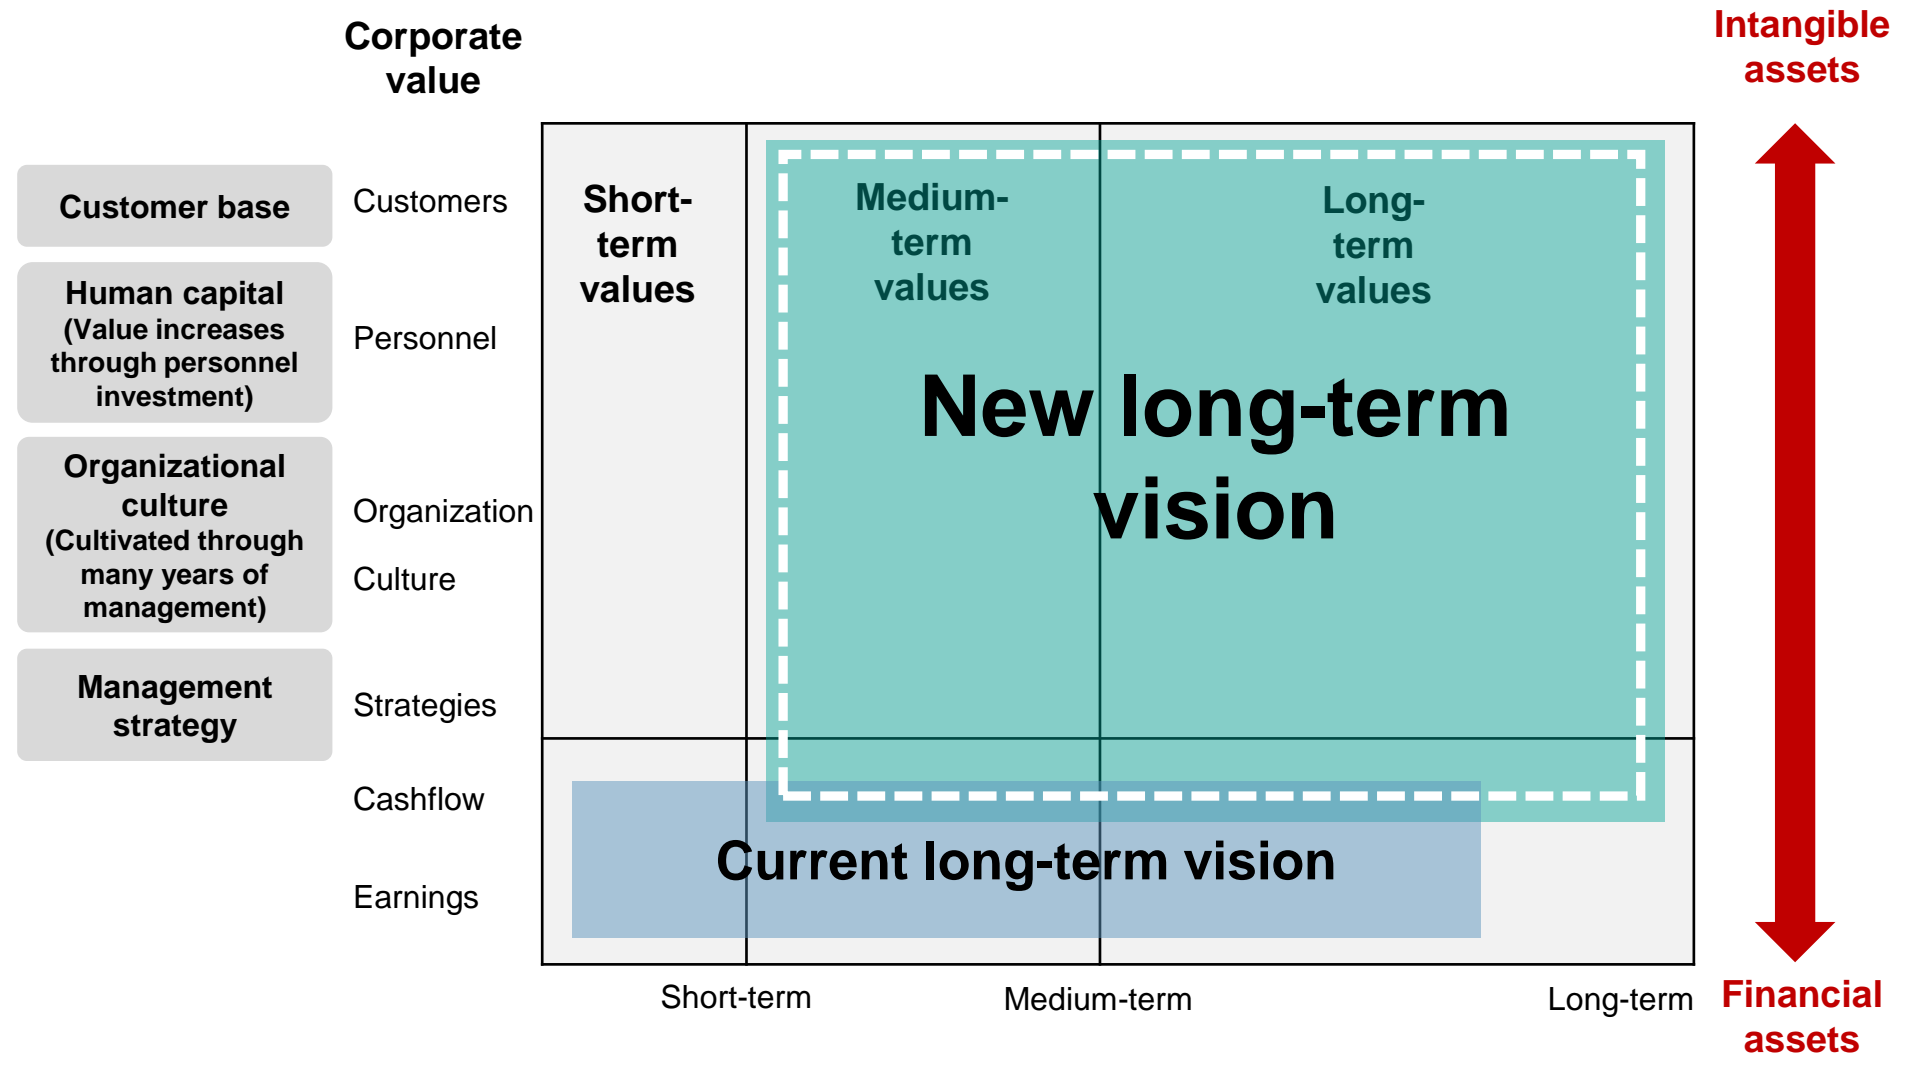 Corporate
value
Intangible
assets
Customer base
Human capital
(Value increases
through personnel
investment)
Organizational
culture
(Cultivated through
many years of
management)
Management
strategy
Customers
Personnel
Organization
Culture
Strategies
Cashflow
Earnings
Short-
term
values
Medium-
term
values
Long-
term
values
New long-term
vision
Current long-term vision
Short-term
Medium-term
Long-term
Financial
assets